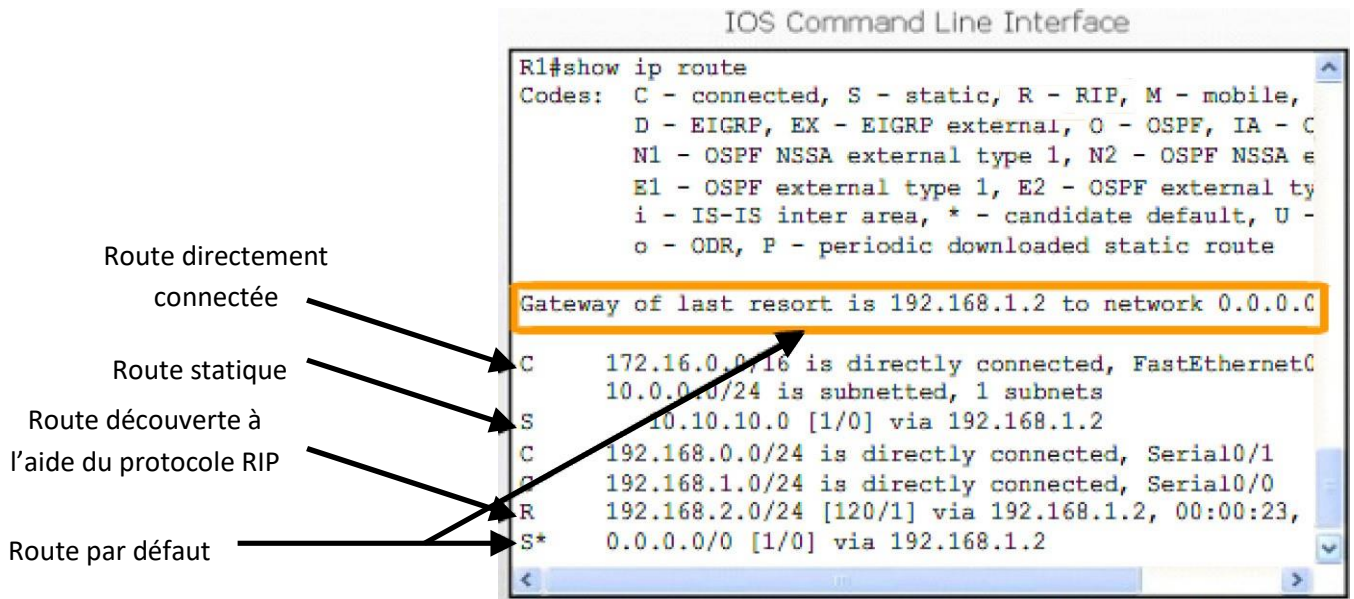 IOS Command Line Interface
R1#show ip route
Codes: C - connected, S - static, R - RIP, M - mobile,
D - EIGRP, EX - EIGRP external, O - OSPF, IA -
N1 - OSPF NSSA external type 1, N2 - OSPF NSSA e
E1 - OSPF external type 1, E2 - OSPF external ty
i - IS-IS inter area, * - candidate default, U -
o - ODR, P - periodic downloaded static route
Gateway of last resort is 192.168.1.2 to network 0.0.0.0
Route directement
connectée
C 172.16.0.0/16 is directly connected, FastEthernet0
10.0.0.0/24 is subnetted, 1 subnets
Route statique
S 10.10.10.0 [1/0] via 192.168.1.2
Route découverte à
l'aide du protocole RIP
C 192.168.0.0/24 is directly connected, Serial0/1
C 192.168.1.0/24 is directly connected, Serial0/0
R 192.168.2.0/24 [120/1] via 192.168.1.2, 00:00:23,
Route par défaut
S* 0.0.0.0/0 [1/0] via 192.168.1.2